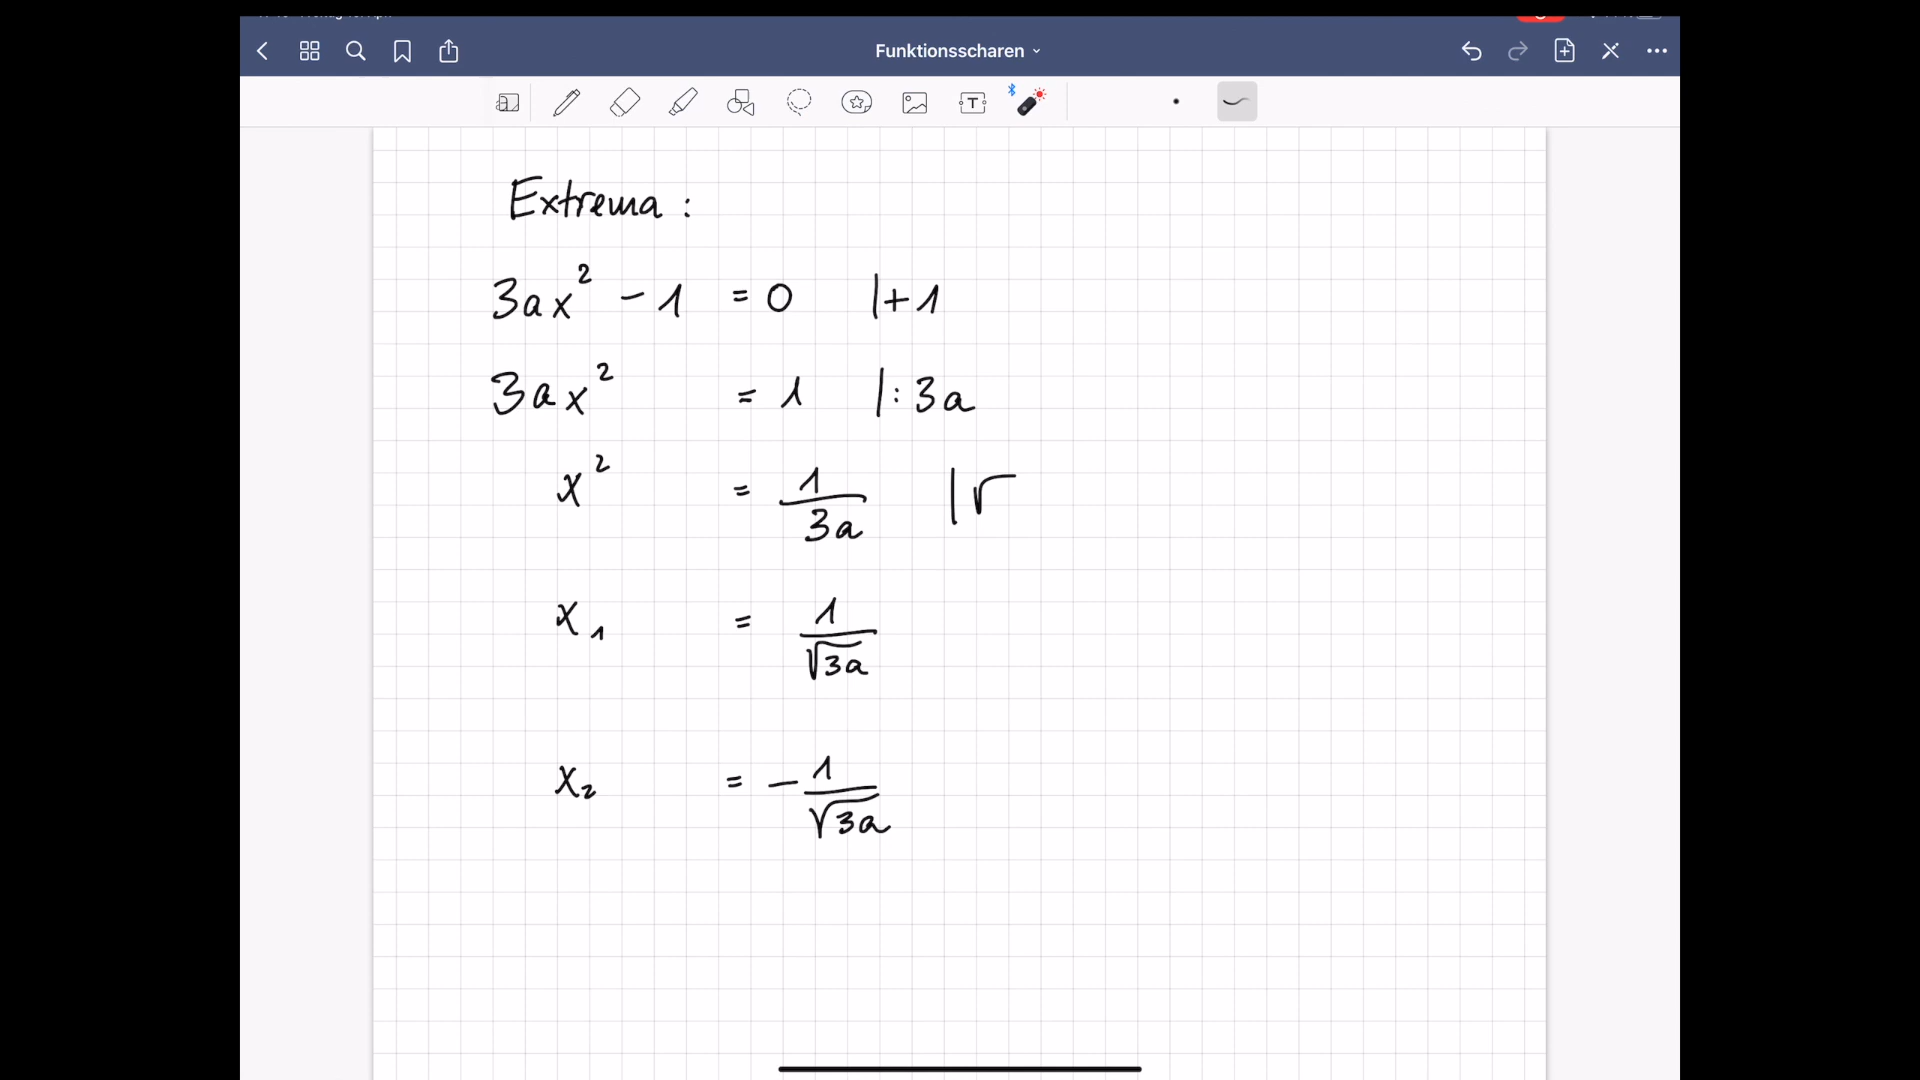 Funktionsscharen
T
Extrema :
3ax² - 1 = 0 |+1
3ax² = 1 |: 3a
x² = 1/3a |√
x₁ = 1/√3a
x₂ = - 1/√3a